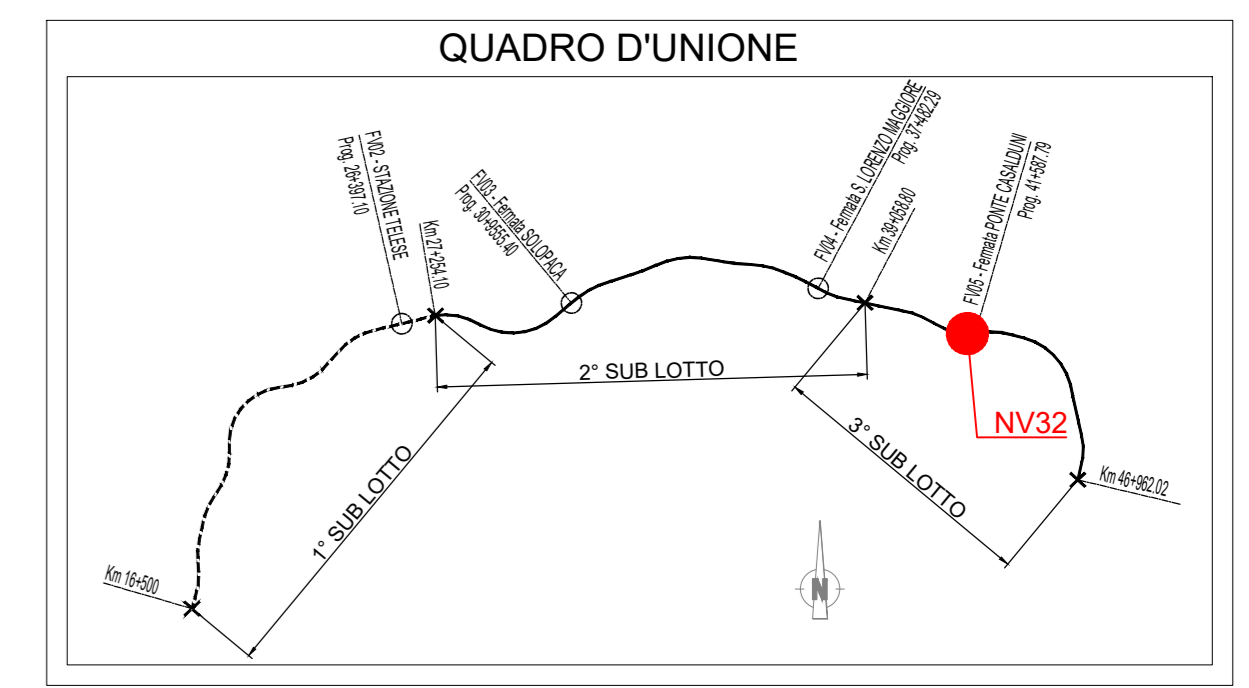 QUADRO D'UNIONE
FV02 - STAZIONE TELESE
Prog. 26+397.10
Km 27+254.10
FV03 - Fermata SOLOPACA
Prog. 30+9555.40
FV04 - Fermata S. LORENZO MAGGIORE
Prog. 37+482.29
Km 39+058.80
FV05 - Fermata PONTE CASALDUNI
Prog. 41+587.79
2° SUB LOTTO
NV32
3° SUB LOTTO
1° SUB LOTTO
Km 46+962.02
Km 16+500
N